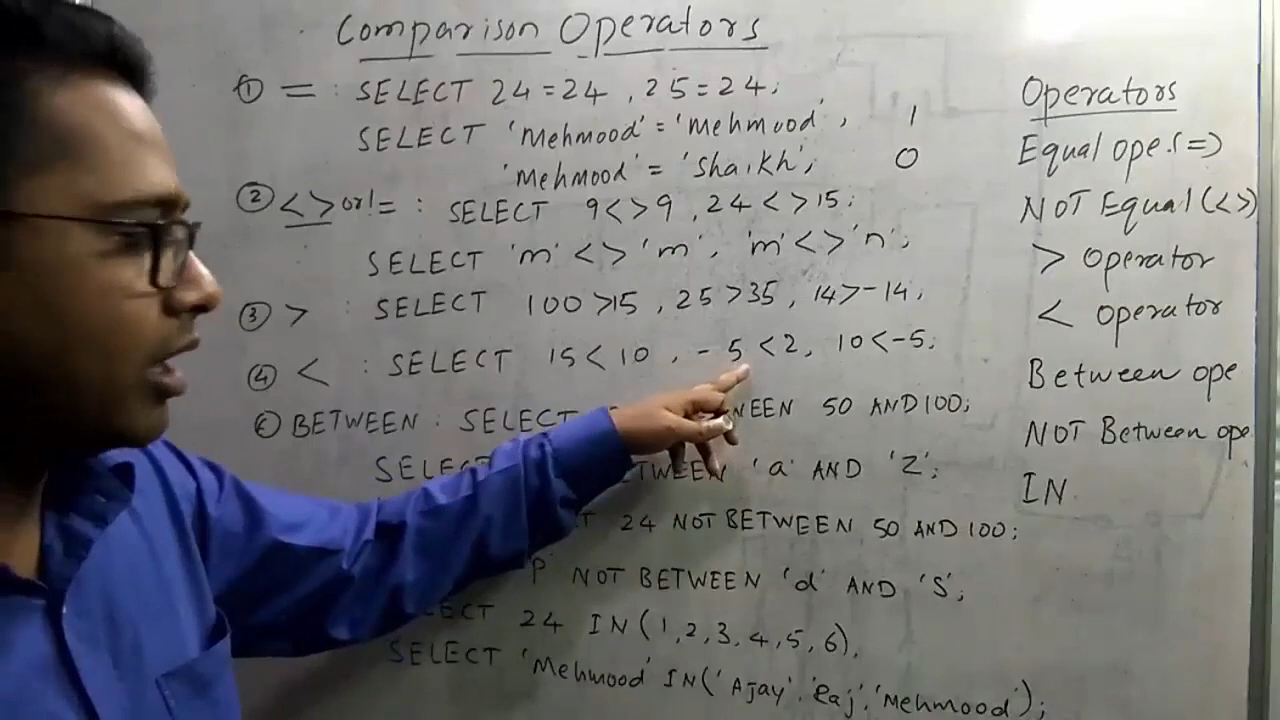 Comparison Operators
① = : SELECT 24=24 , 25=24;
SELECT 'Mehmood'='Mehmood',
'Mehmood'='Shaikh';
1
0
② <> or != : SELECT 9<>9 , 24<>15;
SELECT 'm'<>'m', 'm'<>'n';
③ > : SELECT 100>15 , 25>35 , 14>-14;
④ < : SELECT 15<10 , -5<2, 10<-5;
BETWEEN : SELECT 50 AND 100;
SELECT 'a' AND 'Z';
24 NOT BETWEEN 50 AND 100;
NOT BETWEEN 'd' AND 'S';
24 IN(1,2,3,4,5,6),
SELECT 'Mehmood' IN('Ajay','Raj','Mehmood');
Operators
Equal ope.(=)
NOT Equal(<>)
> Operator
< operator
Between ope
NOT Between ope
IN